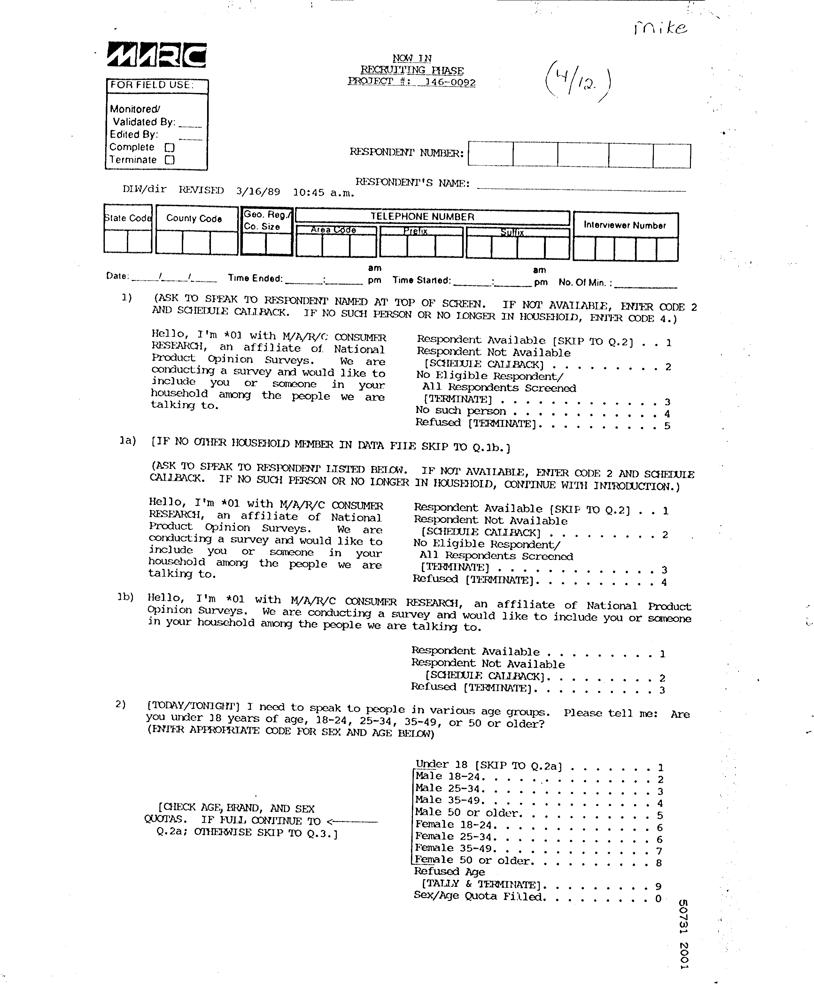 mike
M/A/R/C
NOW IN
RECRUITING PHASE
PROJECT #: 146-0092
(4/12.)
FOR FIELD USE:
Monitored/
Validated By: ____
Edited By: ____
Complete ☐
Terminate ☐
RESPONDENT NUMBER:
RESPONDENT'S NAME: ____
DLW/dir REVISED 3/16/89 10:45 a.m.
State Code County Code Geo. Reg./ Co. Size TELEPHONE NUMBER Interviewer Number
Area Code Prefix Suffix
am am
Date: ___/___/___ Time Ended: ____:____ pm Time Started: ____:____ pm No. Of Min. : ____
1) (ASK TO SPEAK TO RESPONDENT NAMED AT TOP OF SCREEN. IF NOT AVAILABLE, ENTER CODE 2
AND SCHEDULE CALLBACK. IF NO SUCH PERSON OR NO LONGER IN HOUSEHOLD, ENTER CODE 4.)
Hello, I'm *01 with M/A/R/C CONSUMER
RESEARCH, an affiliate of National
Product Opinion Surveys. We are
conducting a survey and would like to
include you or someone in your
household among the people we are
talking to.
Respondent Available [SKIP TO Q.2] . . 1
Respondent Not Available
[SCHEDULE CALLBACK] . . . . . . . . . 2
No Eligible Respondent/
All Respondents Screened
[TERMINATE] . . . . . . . . . . . . . 3
No such person . . . . . . . . . . . . 4
Refused [TERMINATE]. . . . . . . . . . 5
1a) [IF NO OTHER HOUSEHOLD MEMBER IN DATA FILE SKIP TO Q.1b.]
(ASK TO SPEAK TO RESPONDENT LISTED BELOW. IF NOT AVAILABLE, ENTER CODE 2 AND SCHEDULE
CALLBACK. IF NO SUCH PERSON OR NO LONGER IN HOUSEHOLD, CONTINUE WITH INTRODUCTION.)
Hello, I'm *01 with M/A/R/C CONSUMER
RESEARCH, an affiliate of National
Product Opinion Surveys. We are
conducting a survey and would like to
include you or someone in your
household among the people we are
talking to.
Respondent Available [SKIP TO Q.2] . . 1
Respondent Not Available
[SCHEDULE CALLBACK] . . . . . . . . . 2
No Eligible Respondent/
All Respondents Screened
[TERMINATE] . . . . . . . . . . . . . 3
Refused [TERMINATE]. . . . . . . . . . 4
1b) Hello, I'm *01 with M/A/R/C CONSUMER RESEARCH, an affiliate of National Product
Opinion Surveys. We are conducting a survey and would like to include you or someone
in your household among the people we are talking to.
Respondent Available . . . . . . . . . 1
Respondent Not Available
[SCHEDULE CALLBACK]. . . . . . . . . 2
Refused [TERMINATE]. . . . . . . . . . 3
2) [TODAY/TONIGHT] I need to speak to people in various age groups. Please tell me: Are
you under 18 years of age, 18-24, 25-34, 35-49, or 50 or older?
(ENTER APPROPRIATE CODE FOR SEX AND AGE BELOW)
[CHECK AGE, BRAND, AND SEX
QUOTAS. IF FULL CONTINUE TO <
Q.2a; OTHERWISE SKIP TO Q.3.]
Under 18 [SKIP TO Q.2a] . . . . . . . 1
Male 18-24. . . . . . . . . . . . . . 2
Male 25-34. . . . . . . . . . . . . . 3
Male 35-49. . . . . . . . . . . . . . 4
Male 50 or older. . . . . . . . . . . 5
Female 18-24. . . . . . . . . . . . . 6
Female 25-34. . . . . . . . . . . . . 6
Female 35-49. . . . . . . . . . . . . 7
Female 50 or older. . . . . . . . . . 8
Refused Age
[TALLY & TERMINATE]. . . . . . . . . 9
Sex/Age Quota Filled. . . . . . . . . 0
50731 2001